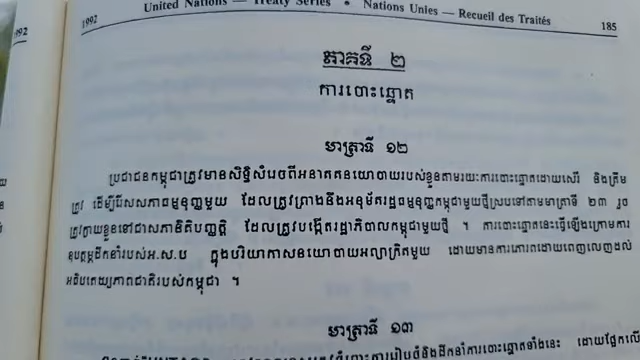 1992
1992
United Nations — Treaty Series • Nations Unies — Recueil des Traités
185
ភាគទី ២
ការបោះឆ្នោត
មាត្រាទី ១២
ប្រជាជនកម្ពុជាត្រូវមានសិទ្ធិសំរេចពីអនាគតនយោបាយរបស់ខ្លួនតាមរយៈការបោះឆ្នោតដោយសេរី និងត្រឹម
ត្រូវ ដើម្បីរើសសភាធម្មនុញ្ញមួយ ដែលត្រូវព្រាងនិងអនុម័តរដ្ឋធម្មនុញ្ញកម្ពុជាមួយថ្មីស្របទៅតាមមាត្រាទី ២៣ រួច
ត្រូវក្លាយខ្លួនទៅជាសភានីតិបញ្ញត្តិ ដែលត្រូវបង្កើតរដ្ឋាភិបាលកម្ពុជាមួយថ្មី ។ ការបោះឆ្នោតនេះធ្វើឡើងក្រោមការ
ឧបត្ថម្ភដឹកនាំរបស់អ.ស.ប ក្នុងបរិយាកាសនយោបាយអព្យាក្រិតមួយ ដោយមានការគោរពដោយពេញលេញដល់
អធិបតេយ្យភាពជាតិរបស់កម្ពុជា ។
មាត្រាទី ១៣